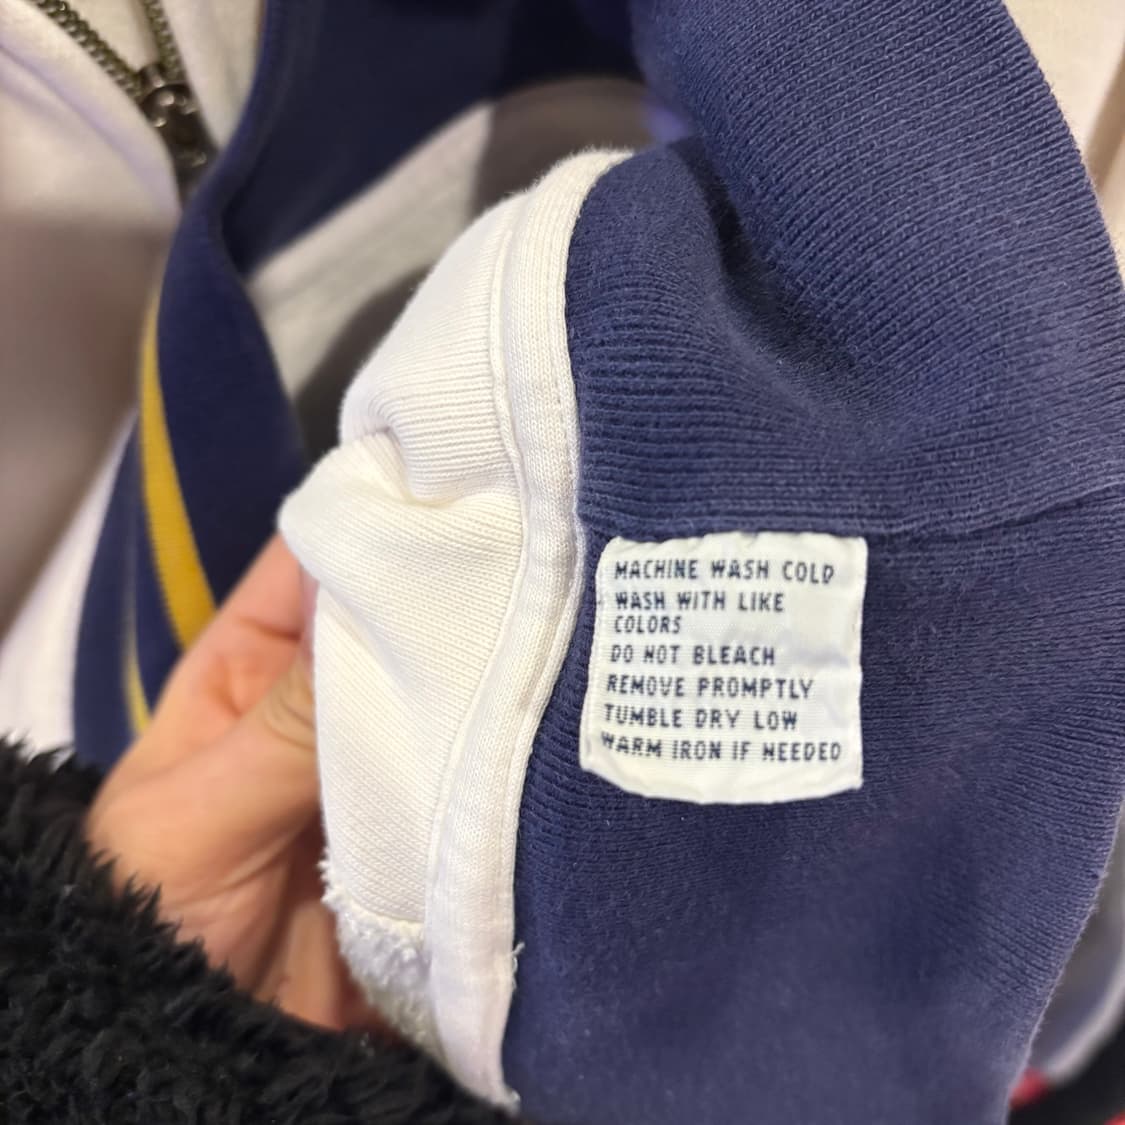 MACHINE WASH COLD
WASH WITH LIKE
COLORS
DO NOT BLEACH
REMOVE PROMPTLY
TUMBLE DRY LOW
WARM IRON IF NEEDED